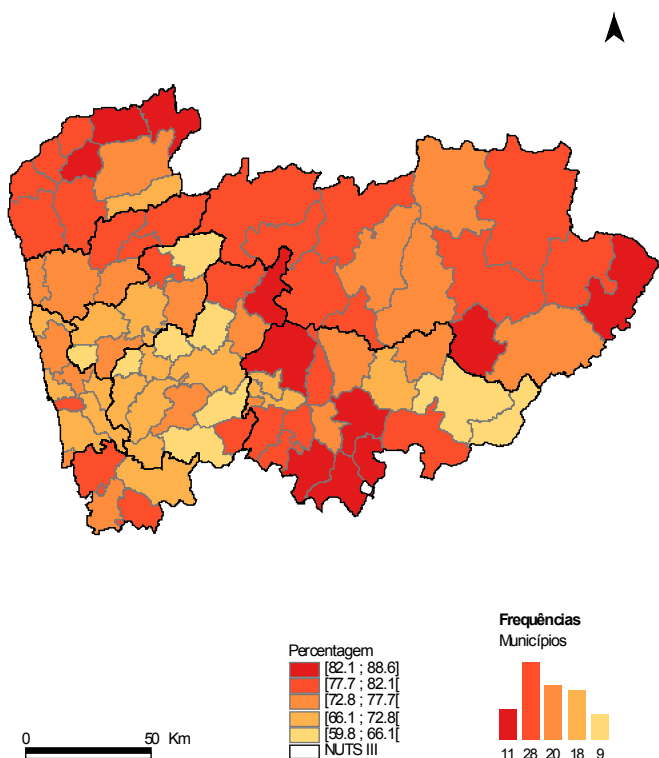 Frequências
Municípios
Percentagem
[82.1 ; 88.6]
[77.7 ; 82.1[
[72.8 ; 77.7[
[66.1 ; 72.8[
[59.8 ; 66.1[
NUTS III
0 50 Km
11 28 20 18 9